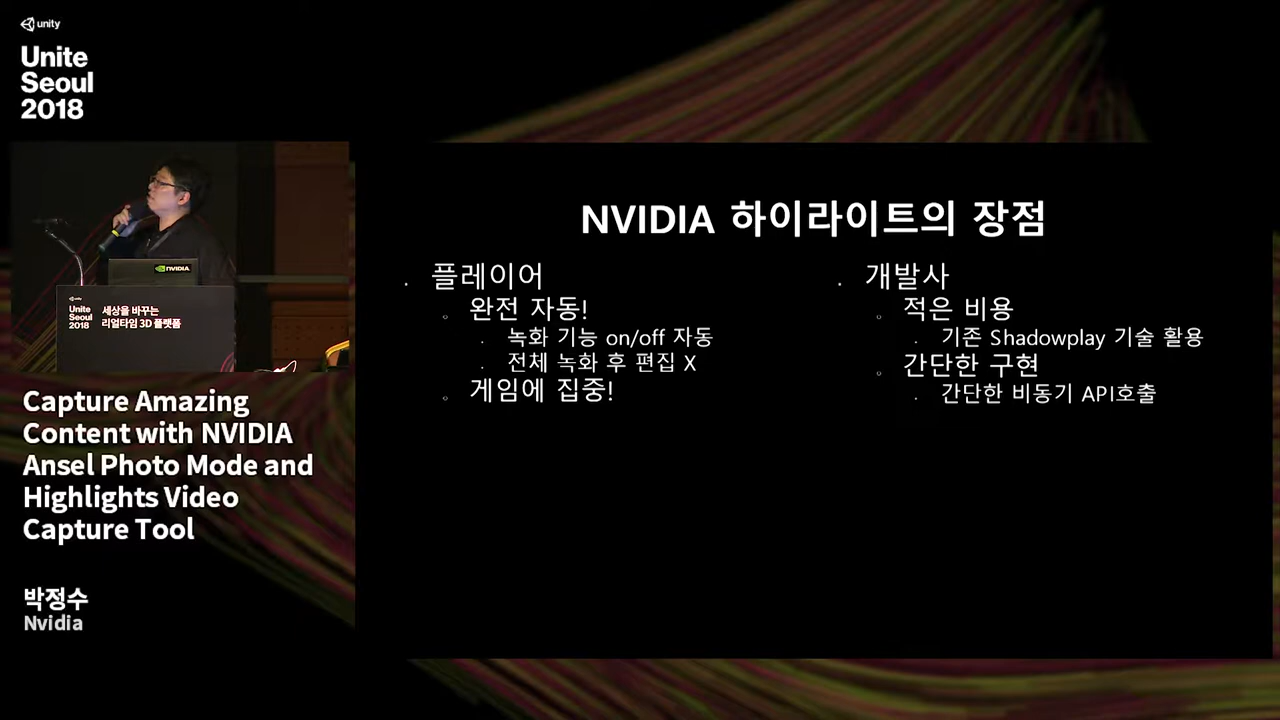 unity
Unite
Seoul
2018
NVIDIA
unity
Unite
Seoul
2018
세상을 바꾸는
리얼타임 3D 플랫폼
Capture Amazing
Content with NVIDIA
Ansel Photo Mode and
Highlights Video
Capture Tool
박정수
Nvidia
NVIDIA 하이라이트의 장점
플레이어
완전 자동!
녹화 기능 on/off 자동
전체 녹화 후 편집 X
게임에 집중!
개발사
적은 비용
기존 Shadowplay 기술 활용
간단한 구현
간단한 비동기 API호출